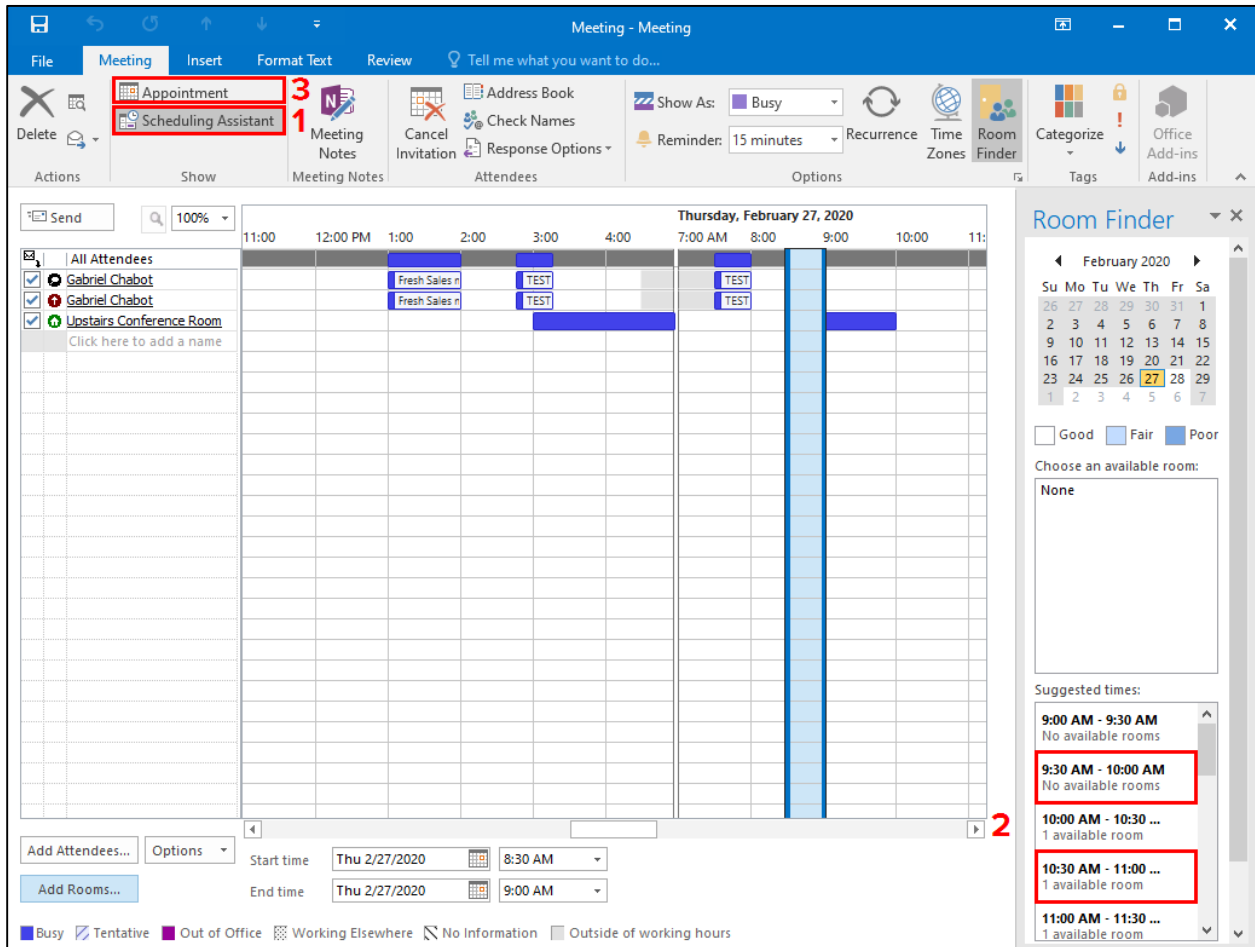 Meeting - Meeting
File Meeting Insert Format Text Review Tell me what you want to do...
Delete
Actions
Appointment 3
Scheduling Assistant 1
Show
Meeting Notes
Meeting Notes
Cancel Invitation
Address Book
Check Names
Response Options
Attendees
Show As: Busy
Reminder: 15 minutes
Recurrence
Time Zones
Room Finder
Options
Categorize
Tags
Office Add-ins
Add-ins
Send 100%
Thursday, February 27, 2020
11:00 12:00 PM 1:00 2:00 3:00 4:00 7:00 AM 8:00 9:00 10:00 11:
All Attendees
Gabriel Chabot Fresh Sales TEST TEST
Gabriel Chabot Fresh Sales TEST TEST
Upstairs Conference Room
Click here to add a name
2
Add Attendees... Options
Add Rooms...
Start time Thu 2/27/2020 8:30 AM
End time Thu 2/27/2020 9:00 AM
Busy Tentative Out of Office Working Elsewhere No Information Outside of working hours
Room Finder
February 2020
Su Mo Tu We Th Fr Sa
26 27 28 29 30 31 1
2 3 4 5 6 7 8
9 10 11 12 13 14 15
16 17 18 19 20 21 22
23 24 25 26 27 28 29
1 2 3 4 5 6 7
Good Fair Poor
Choose an available room:
None
Suggested times:
9:00 AM - 9:30 AM
No available rooms
9:30 AM - 10:00 AM
No available rooms
10:00 AM - 10:30 ...
1 available room
10:30 AM - 11:00 ...
1 available room
11:00 AM - 11:30 ...
1 available room